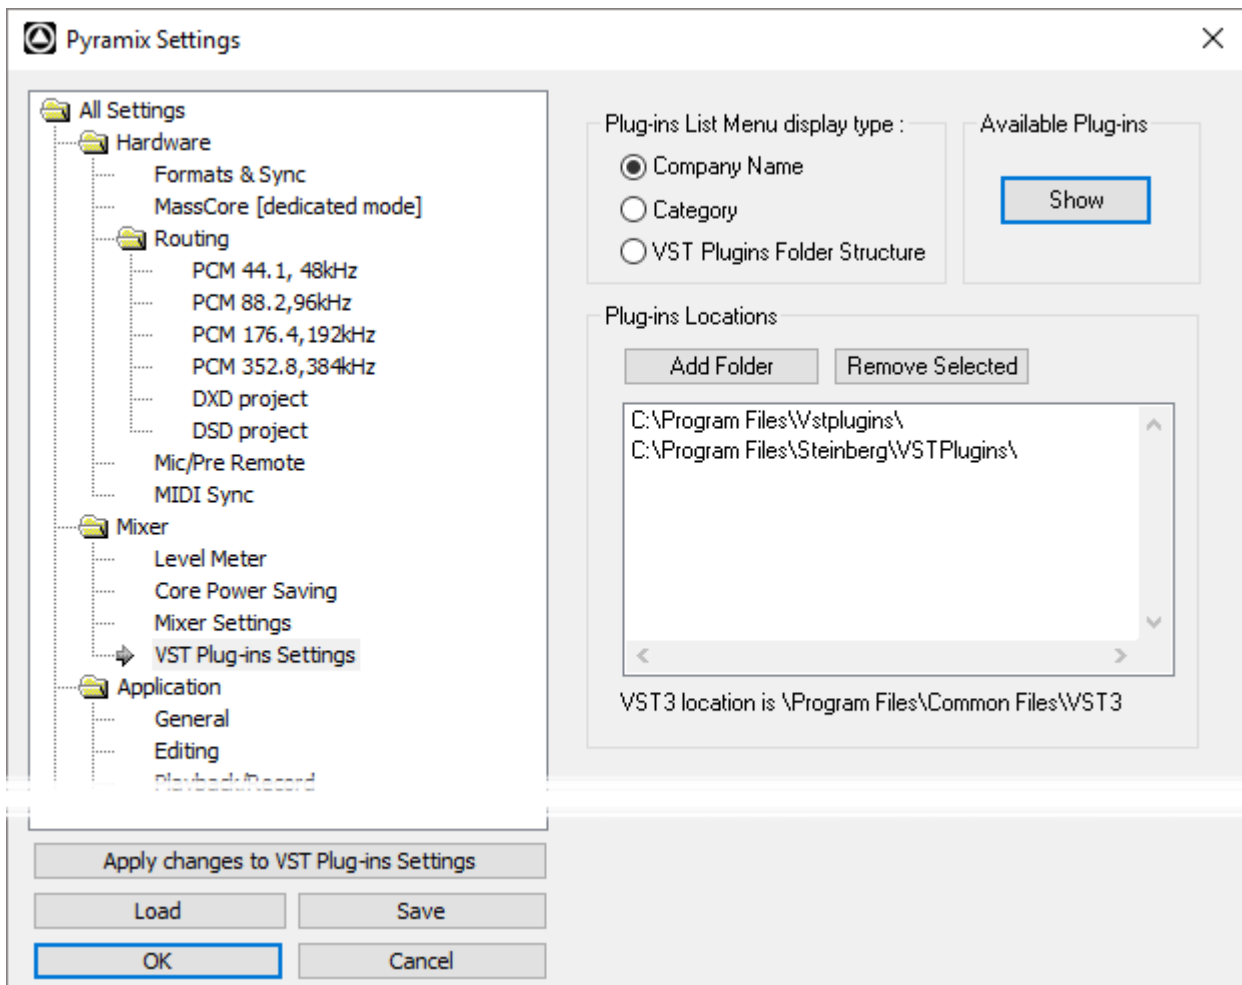 Pyramix Settings
All Settings
Hardware
Formats & Sync
MassCore [dedicated mode]
Routing
PCM 44.1, 48kHz
PCM 88.2,96kHz
PCM 176.4,192kHz
PCM 352.8,384kHz
DXD project
DSD project
Mic/Pre Remote
MIDI Sync
Mixer
Level Meter
Core Power Saving
Mixer Settings
VST Plug-ins Settings
Application
General
Editing
Playback/Record
Apply changes to VST Plug-ins Settings
Load
Save
OK
Cancel
Plug-ins List Menu display type :
Company Name
Category
VST Plugins Folder Structure
Available Plug-ins
Show
Plug-ins Locations
Add Folder
Remove Selected
C:\Program Files\Vstplugins\
C:\Program Files\Steinberg\VSTPlugins\
VST3 location is \Program Files\Common Files\VST3